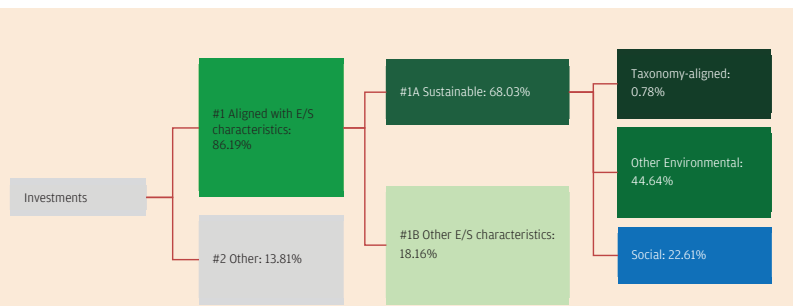 Investments
#1 Aligned with E/S
characteristics:
86.19%
#2 Other: 13.81%
#1A Sustainable: 68.03%
#1B Other E/S characteristics:
18.16%
Taxonomy-aligned:
0.78%
Other Environmental:
44.64%
Social: 22.61%